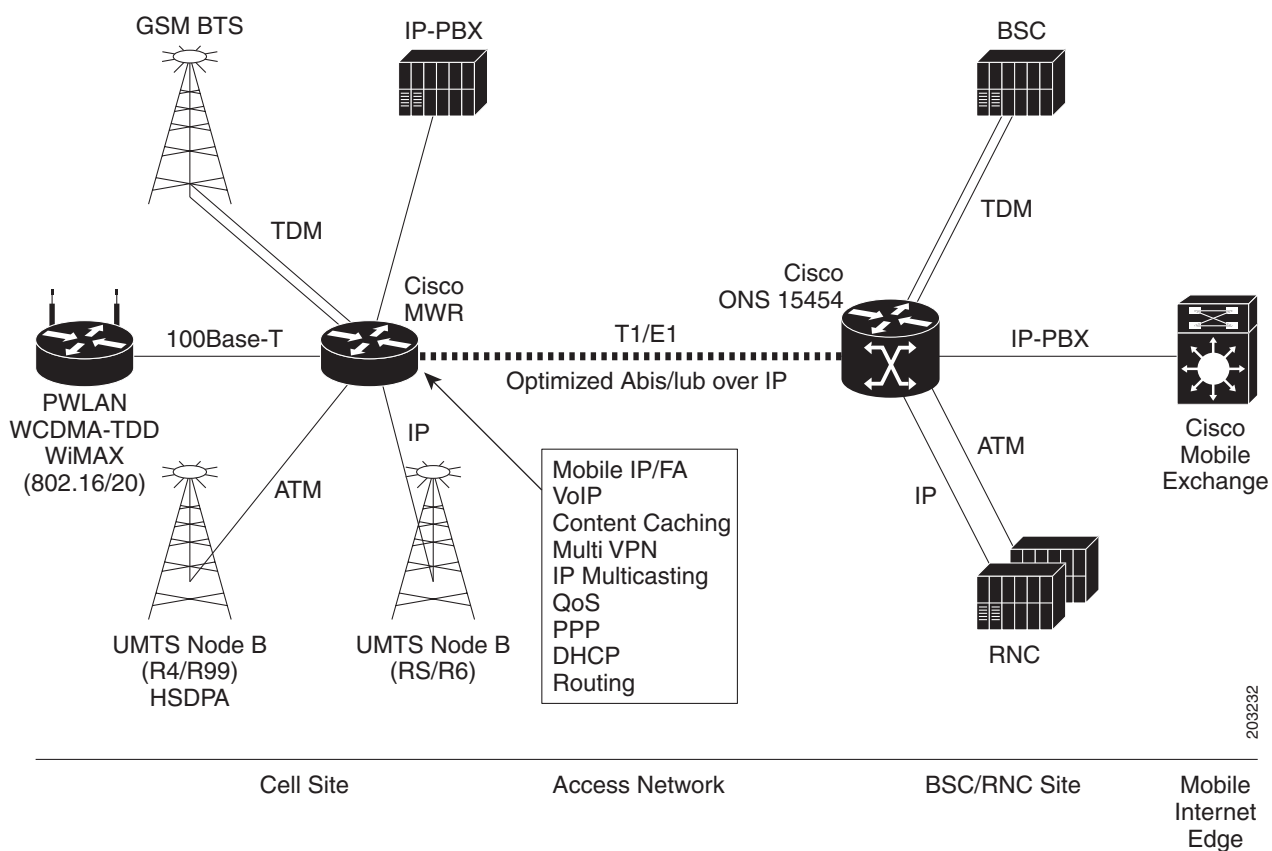 GSM BTS
IP-PBX
BSC
TDM
TDM
Cisco
MWR
Cisco
ONS 15454
100Base-T
T1/E1
IP-PBX
Optimized Abis/Iub over IP
PWLAN
WCDMA-TDD
WiMAX
(802.16/20)
IP
ATM
Cisco
Mobile
Exchange
ATM
IP
Mobile IP/FA
VoIP
Content Caching
Multi VPN
IP Multicasting
QoS
PPP
DHCP
Routing
UMTS Node B
(R4/R99)
HSDPA
UMTS Node B
(RS/R6)
RNC
203232
Cell Site
Access Network
BSC/RNC Site
Mobile
Internet
Edge